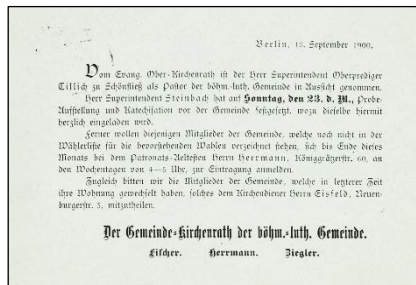 Berlin, 15. September 1900.
Vom Evang. Ober-Kirchenrath ist der Herr Superintendent Oberprediger
Tillich zu Schönfließ als Pastor der böhm.-luth. Gemeinde in Aussicht genommen.
Herr Superintendent Steinbach hat auf Sonntag, den 23. d. M., Probe-
Aufstellung und Katechisation vor der Gemeinde festgesetzt, wozu dieselbe hiermit
herzlich eingeladen wird.
Ferner wollen diejenigen Mitglieder der Gemeinde, welche noch nicht in der
Wählerliste für die bevorstehenden Wahlen verzeichnet stehen, sich bis Ende dieses
Monats bei dem Patronats-Aeltesten Herrn Herrmann, Königgrätzerstr. 60, an
den Wochentagen von 4—5 Uhr, zur Eintragung anmelden.
Zugleich bitten wir die Mitglieder der Gemeinde, welche in letzterer Zeit
ihre Wohnung gewechselt haben, solches dem Kirchendiener Herrn Eisfeld, Neuen-
burgerstr. 3, mitzutheilen.
Der Gemeinde-Kirchenrath der böhm.-luth. Gemeinde.
Fischer. Herrmann. Ziegler.